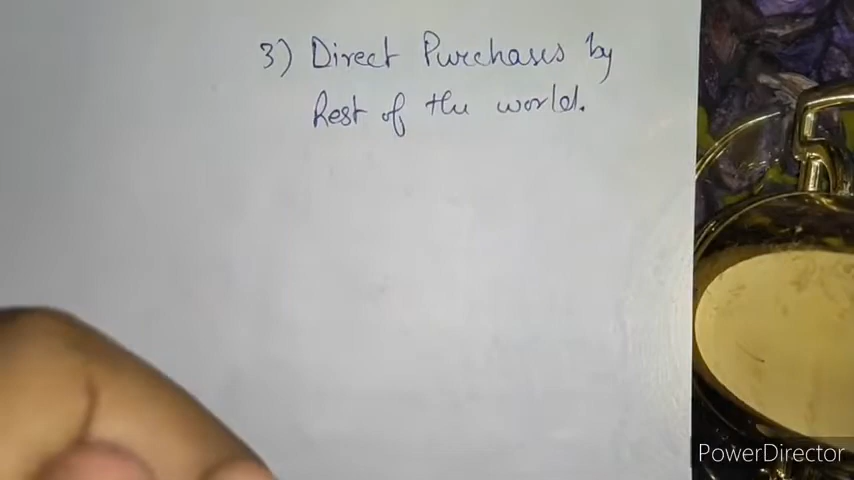 3) Direct Purchases by
Rest of the world.
PowerDirector